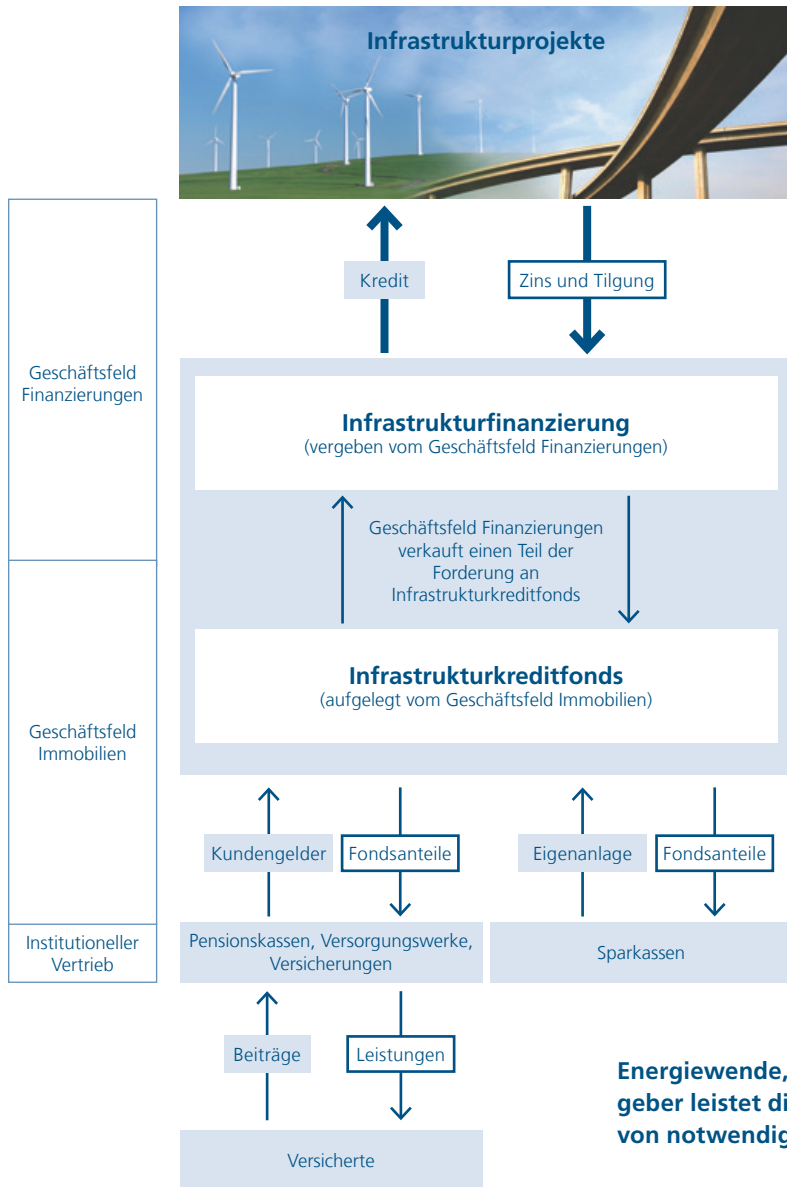 Infrastrukturprojekte
Kredit
Zins und Tilgung
Geschäftsfeld
Finanzierungen
Infrastrukturfinanzierung
(vergeben vom Geschäftsfeld Finanzierungen)
Geschäftsfeld Finanzierungen
verkauft einen Teil der
Forderung an
Infrastrukturkreditfonds
Infrastrukturkreditfonds
(aufgelegt vom Geschäftsfeld Immobilien)
Geschäftsfeld
Immobilien
Kundengelder
Fondsanteile
Eigenanlage
Fondsanteile
Institutioneller
Vertrieb
Pensionskassen, Versorgungswerke,
Versicherungen
Sparkassen
Beiträge
Leistungen
Versicherte
Energiewende,
geber leistet di
von notwendig